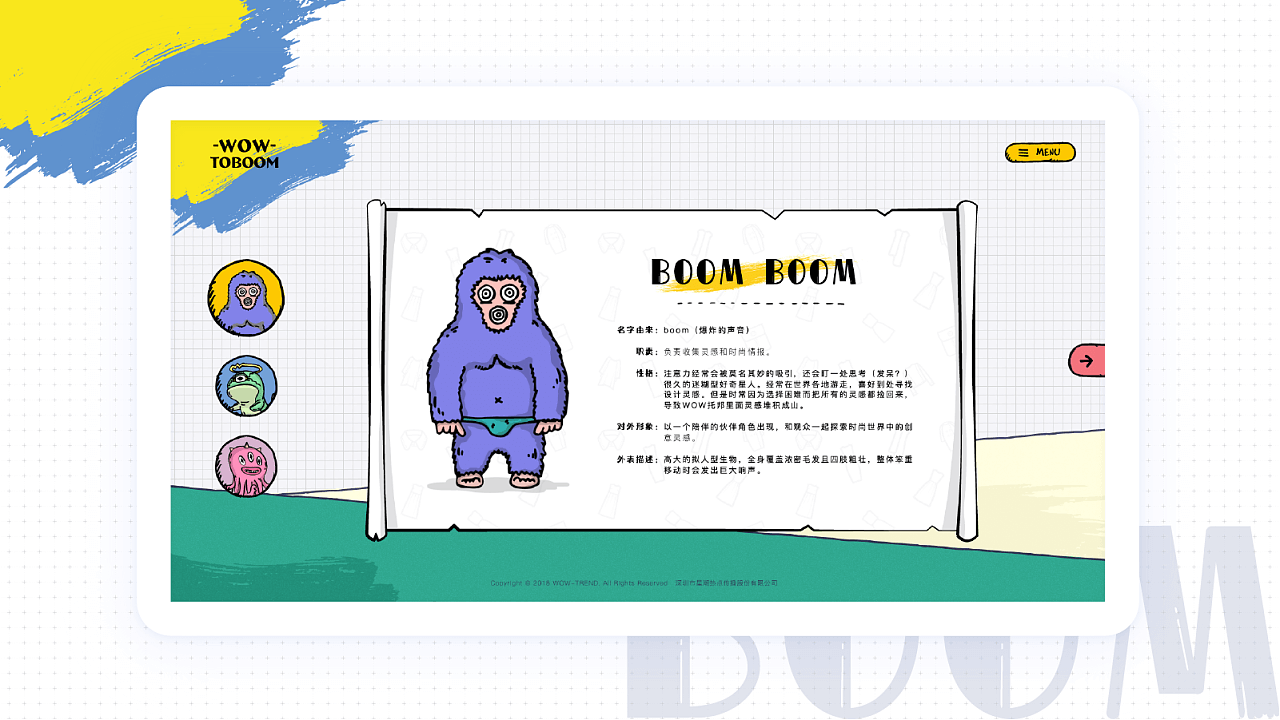 -WOW-
TOBOOM
MENU
BOOM BOOM
名字由来：boom（爆炸的声音）
职责：负责收集灵感和时尚情报。
性格：注意力经常会被莫名其妙的吸引，还会盯一处思考（发呆？）
很久的迷糊型好奇星人。经常在世界各地游走，喜好到处寻找
设计灵感。但是时常因为选择困难而把所有的灵感都捡回来，
导致WOW托邦里面灵感堆积成山。
对外形象：以一个陪伴的伙伴角色出现，和观众一起探索时尚世界中的创
意灵感。
外表描述：高大的拟人型生物，全身覆盖浓密毛发且四肢粗壮，整体笨重
移动时会发出巨大响声。
Copyright © 2018 WOW-TREND. All Rights Reserved
BOOM